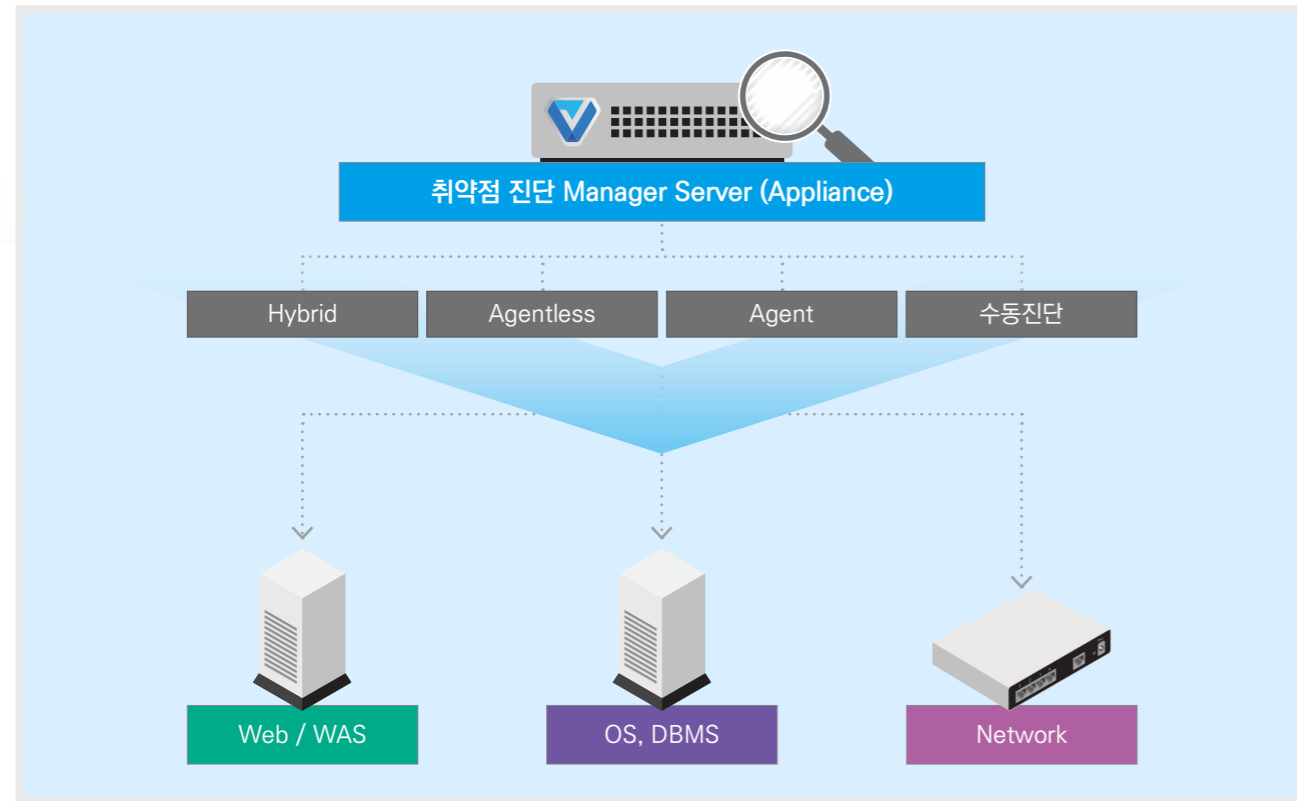 취약점 진단 Manager Server (Appliance)
Hybrid
Agentless
Agent
수동진단
Web / WAS
OS, DBMS
Network